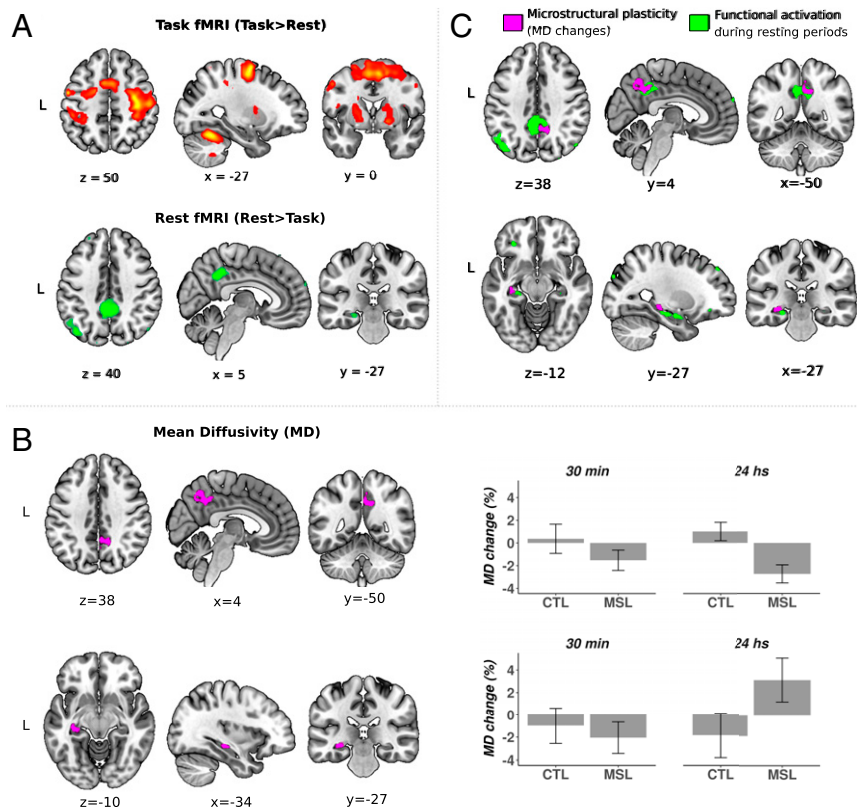 A
Task fMRI (Task>Rest)
L
z = 50
x = -27
y = 0
Rest fMRI (Rest>Task)
L
z = 40
x = 5
y = -27
C
Microstructural plasticity
(MD changes)
Functional activation
during resting periods
L
z=38
y=4
x=-50
L
z=-12
y=-27
x=-27
B
Mean Diffusivity (MD)
L
z=38
x=4
y=-50
L
z=-10
x=-34
y=-27
30 min
24 hs
MD change (%)
4
2
0
-2
-4
CTL
MSL
CTL
MSL
30 min
24 hs
MD change (%)
4
2
0
-2
-4
CTL
MSL
CTL
MSL